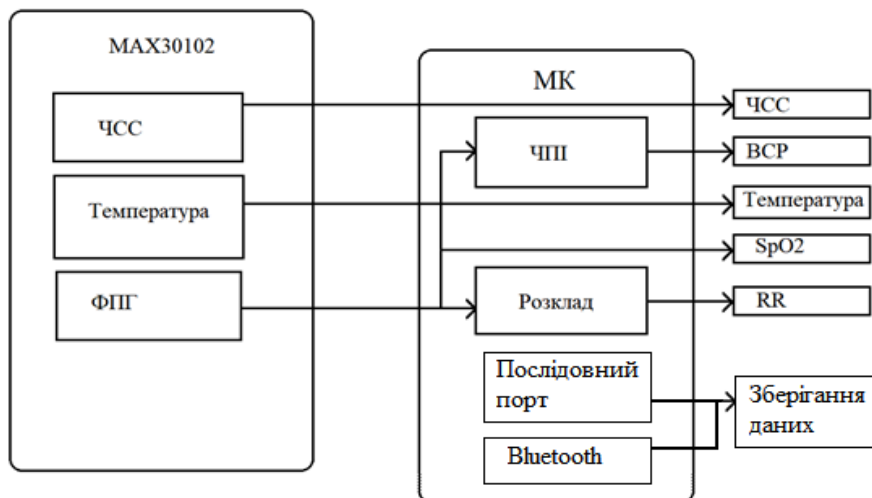 MAX30102
ЧСС
Температура
ФПГ
МК
ЧПІ
Розклад
Послідовний
порт
Bluetooth
ЧСС
ВСР
Температура
SpO2
RR
Зберігання
даних